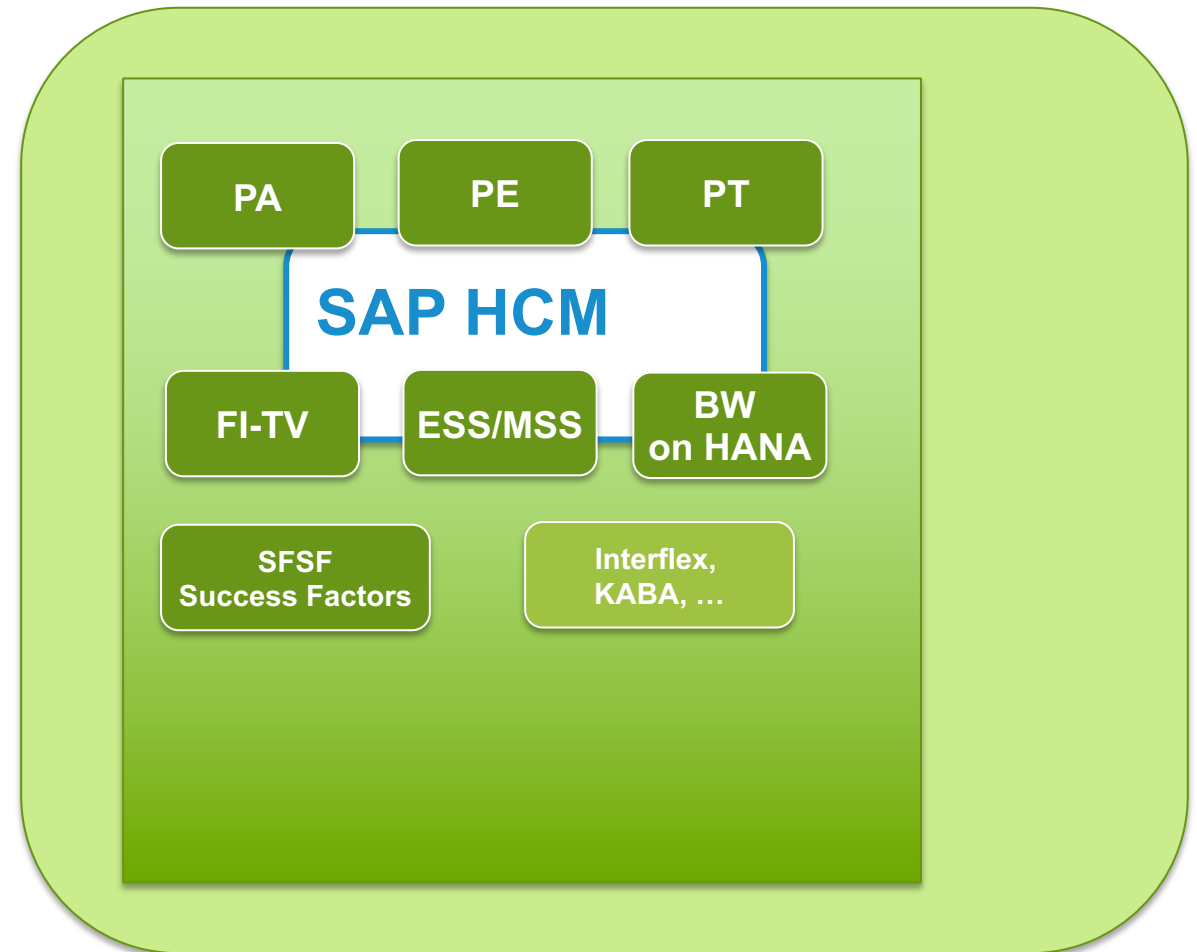 PA
PE
PT
SAP HCM
FI-TV
ESS/MSS
BW
on HANA
SFSF
Success Factors
Interflex,
KABA, …